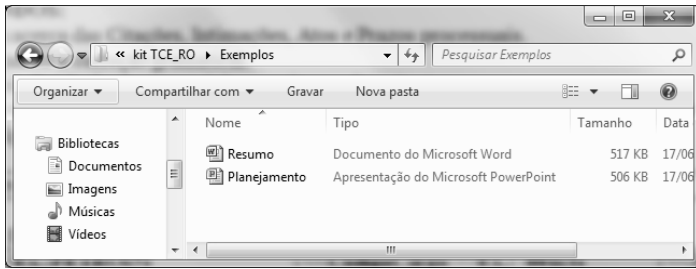 « kit TCE_RO ▸ Exemplos Pesquisar Exemplos
Organizar Compartilhar com Gravar Nova pasta
Nome Tipo Tamanho Data
Bibliotecas
Documentos
Imagens
Músicas
Vídeos
Resumo Documento do Microsoft Word 517 KB 17/06
Planejamento Apresentação do Microsoft PowerPoint 506 KB 17/06